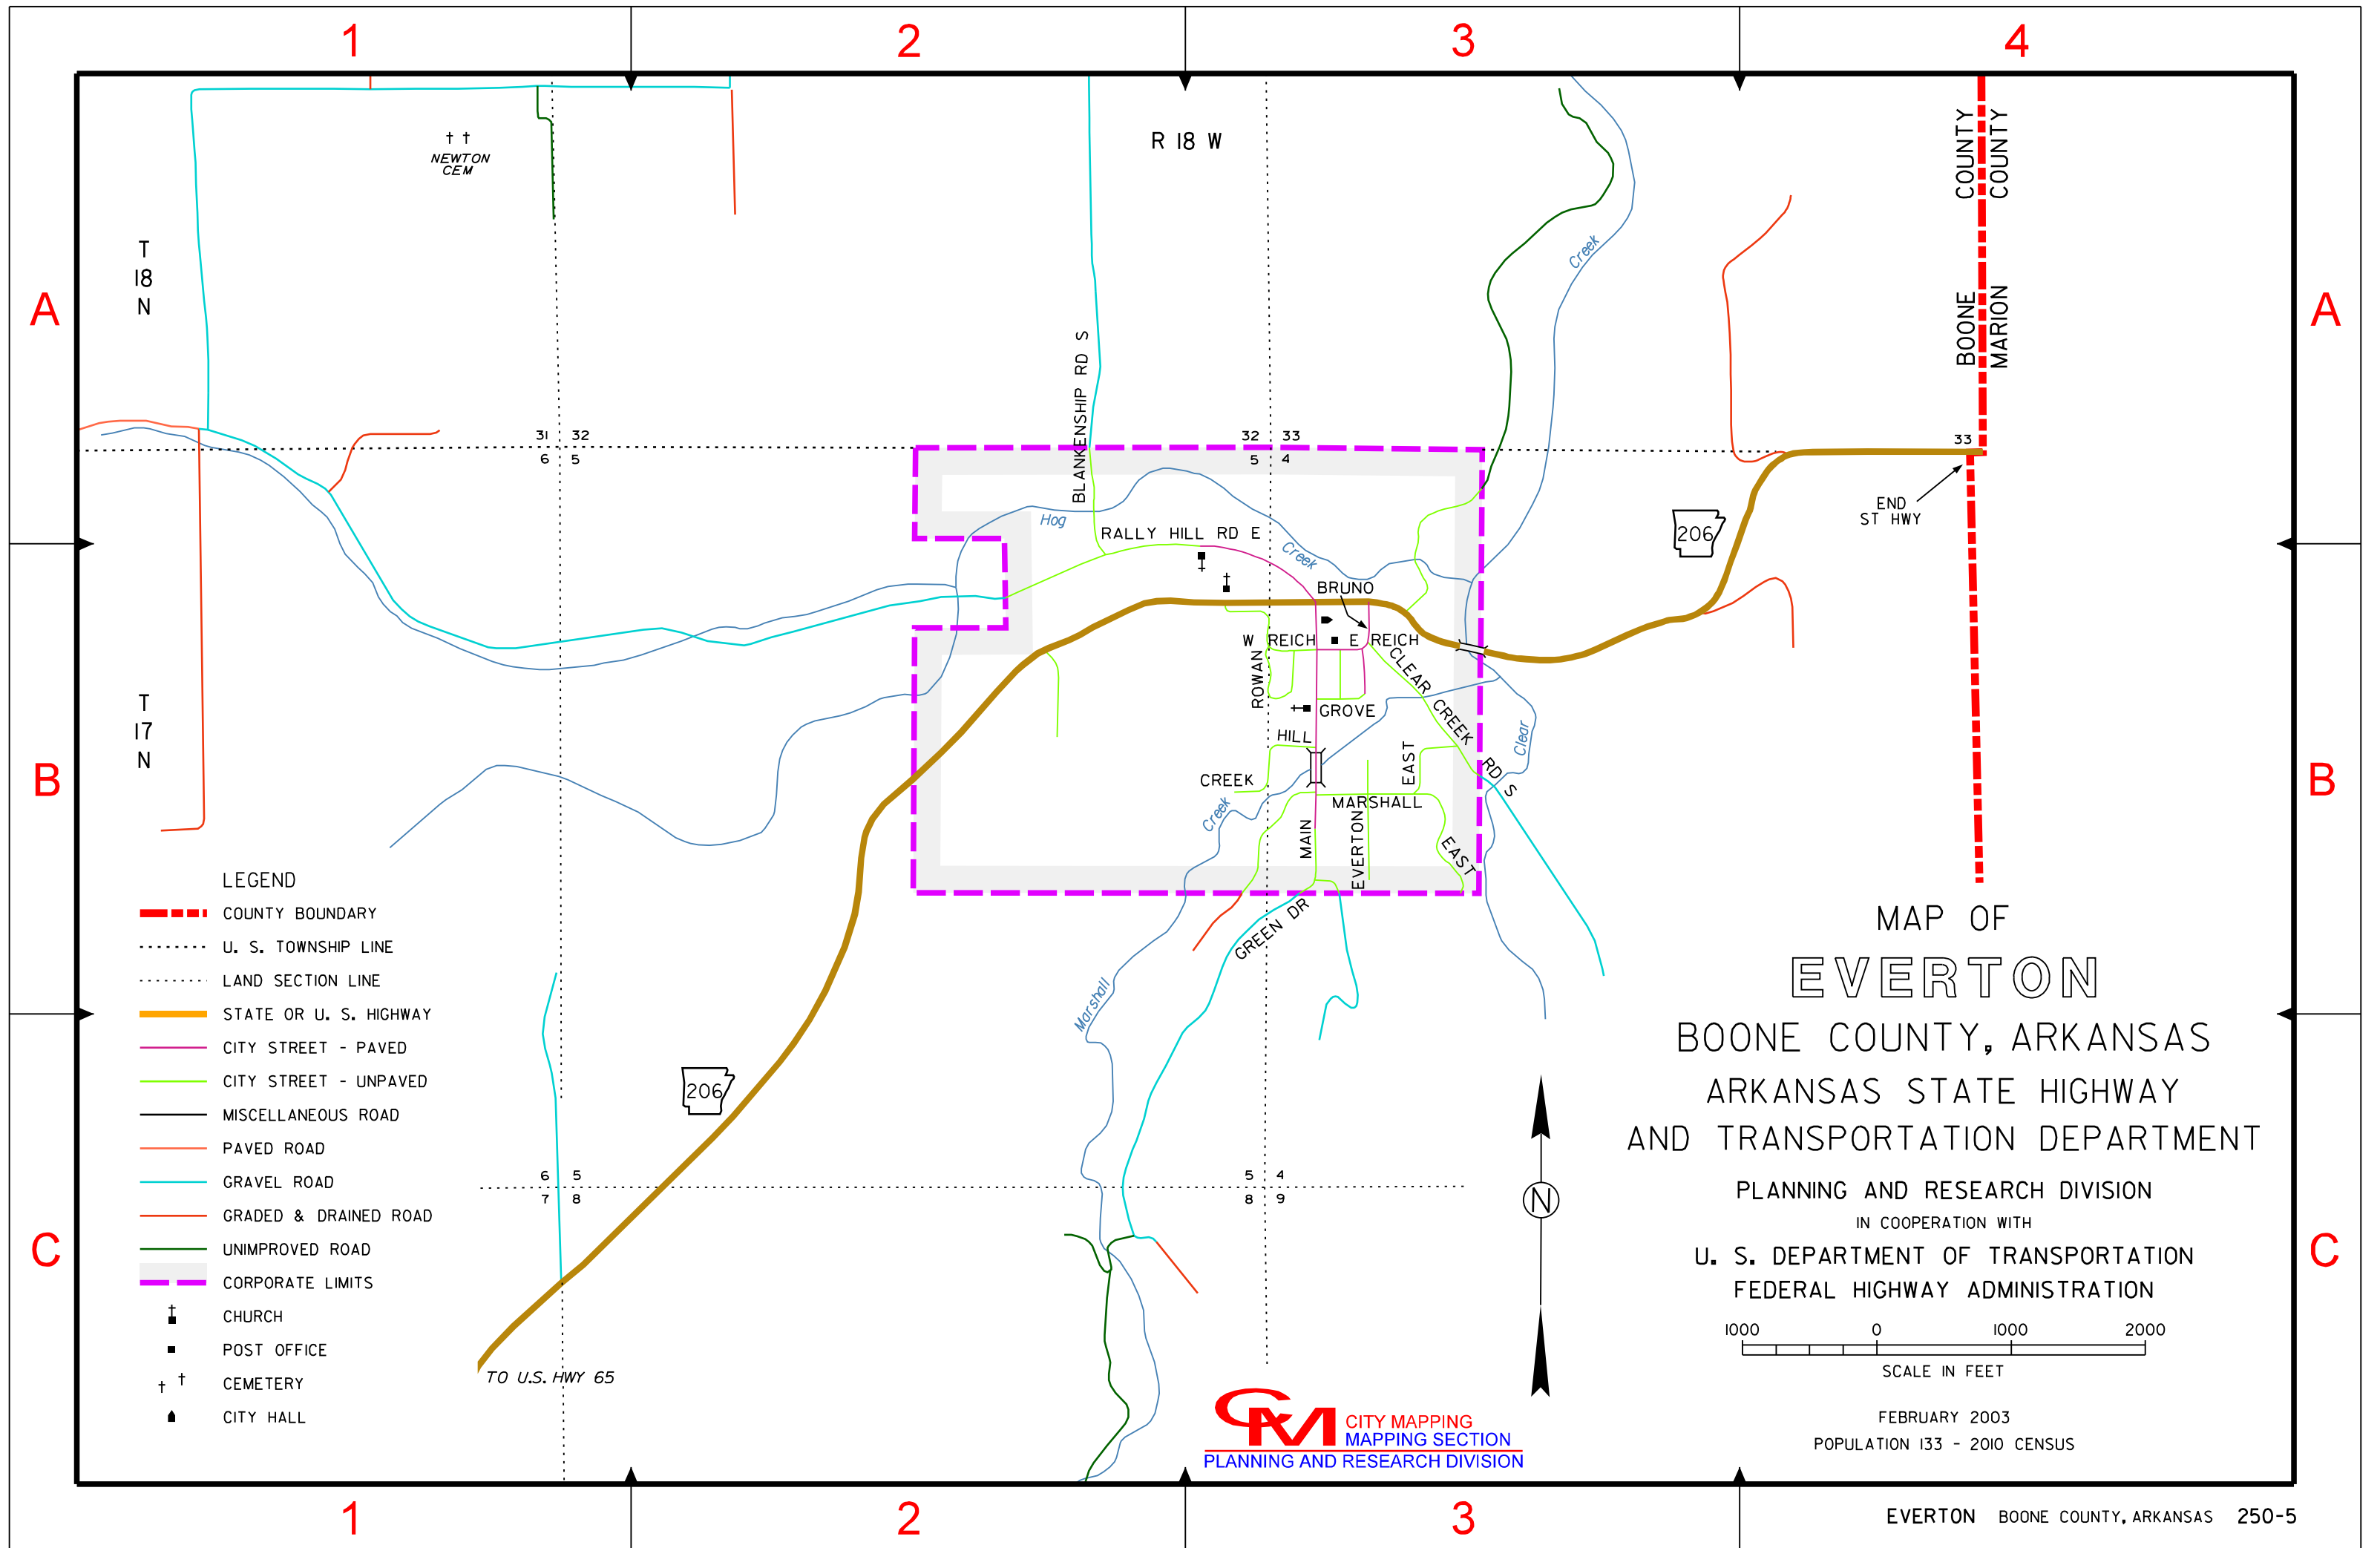 1 2 3 4
A A
NEWTON
CEM
R 18 W
COUNTY
COUNTY
BOONE
MARION
T
18
N
Creek
BLANKENSHIP RD S
31 32
6 5
32 33
5 4
33
END
ST HWY
206
Hog
Creek
RALLY HILL RD E
BRUNO
W REICH E REICH
ROWAN
CLEAR CREEK RD S
GROVE
HILL
EAST
Clear
CREEK
Creek
MARSHALL
MAIN
EVERTON
EAST
GREEN DR
Marshall
T
17
N
B B
LEGEND
COUNTY BOUNDARY
U. S. TOWNSHIP LINE
LAND SECTION LINE
STATE OR U. S. HIGHWAY
CITY STREET - PAVED
CITY STREET - UNPAVED
MISCELLANEOUS ROAD
PAVED ROAD
GRAVEL ROAD
GRADED & DRAINED ROAD
UNIMPROVED ROAD
CORPORATE LIMITS
CHURCH
POST OFFICE
CEMETERY
CITY HALL
206
6 5
7 8
5 4
8 9
TO U.S. HWY 65
N
MAP OF
EVERTON
BOONE COUNTY, ARKANSAS
ARKANSAS STATE HIGHWAY
AND TRANSPORTATION DEPARTMENT
PLANNING AND RESEARCH DIVISION
IN COOPERATION WITH
U. S. DEPARTMENT OF TRANSPORTATION
FEDERAL HIGHWAY ADMINISTRATION
1000 0 1000 2000
SCALE IN FEET
FEBRUARY 2003
POPULATION 133 - 2010 CENSUS
C C
CM
CITY MAPPING
MAPPING SECTION
PLANNING AND RESEARCH DIVISION
1 2 3
EVERTON BOONE COUNTY, ARKANSAS 250-5